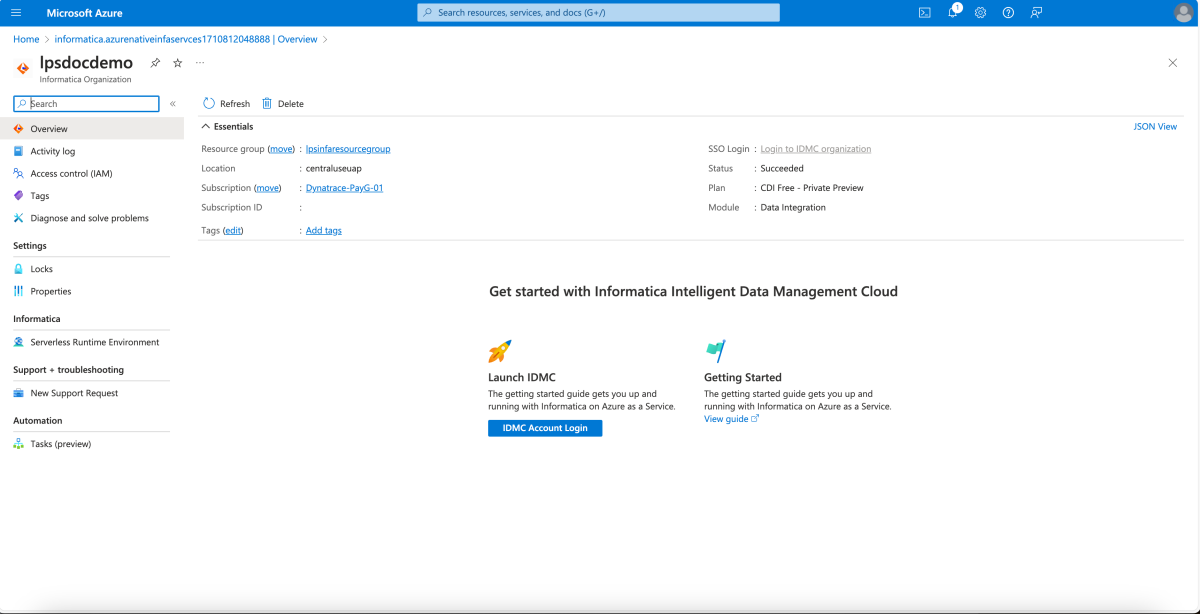 Microsoft Azure
Search resources, services, and docs (G+/)
1
Home > informatica.azurenativeinfaservces1710812048888 | Overview >
lpsdocdemo
...
Informatica Organization
Search
«
Refresh
Delete
Overview
Activity log
Access control (IAM)
Tags
Diagnose and solve problems
Settings
Locks
Properties
Informatica
Serverless Runtime Environment
Support + troubleshooting
New Support Request
Automation
Tasks (preview)
Essentials
JSON View
Resource group (move) : lpsinfaresourcegroup
Location : centraluseuap
Subscription (move) : Dynatrace-PayG-01
Subscription ID :
Tags (edit) : Add tags
SSO Login : Login to IDMC organization
Status : Succeeded
Plan : CDI Free - Private Preview
Module : Data Integration
Get started with Informatica Intelligent Data Management Cloud
Launch IDMC
The getting started guide gets you up and
running with Informatica on Azure as a Service.
IDMC Account Login
Getting Started
The getting started guide gets you up and
running with Informatica on Azure as a Service.
View guide